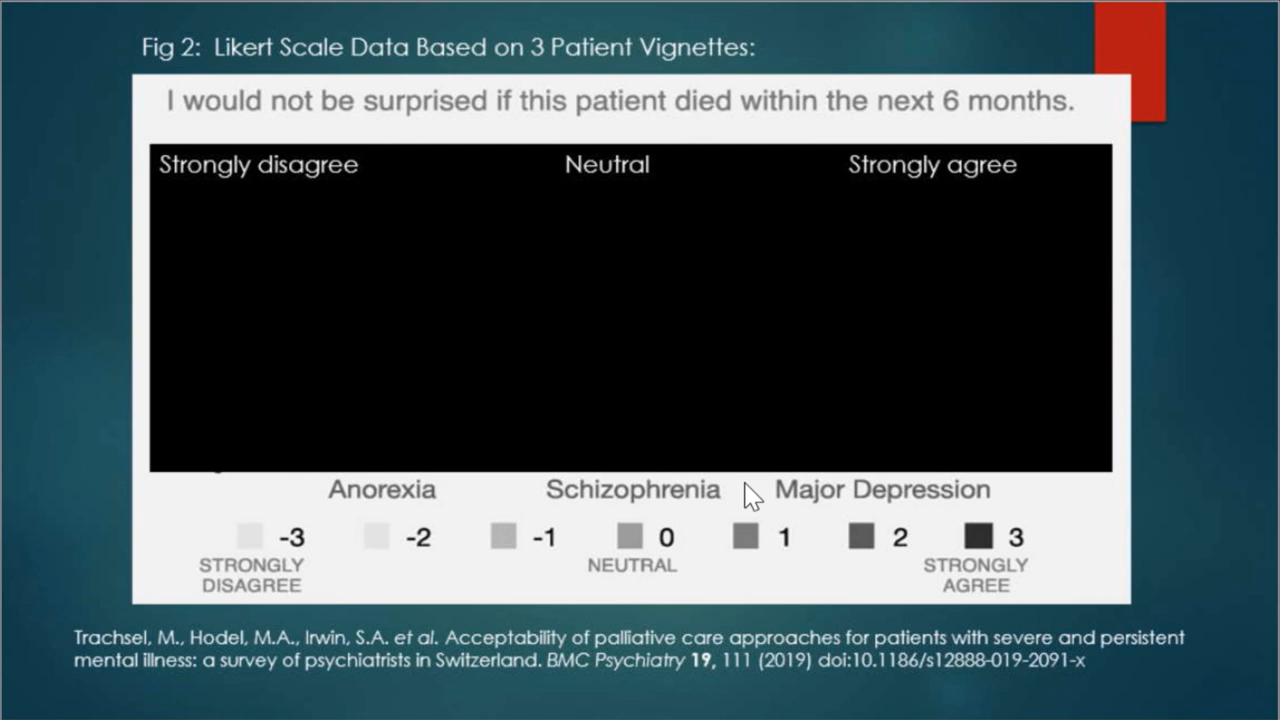 Fig 2: Likert Scale Data Based on 3 Patient Vignettes:
I would not be surprised if this patient died within the next 6 months.
Strongly disagree Neutral Strongly agree
Anorexia Schizophrenia Major Depression
-3 -2 -1 0 1 2 3
STRONGLY DISAGREE NEUTRAL STRONGLY AGREE
Trachsel, M., Hodel, M.A., Irwin, S.A. et al. Acceptability of palliative care approaches for patients with severe and persistent
mental illness: a survey of psychiatrists in Switzerland. BMC Psychiatry 19, 111 (2019) doi:10.1186/s12888-019-2091-x